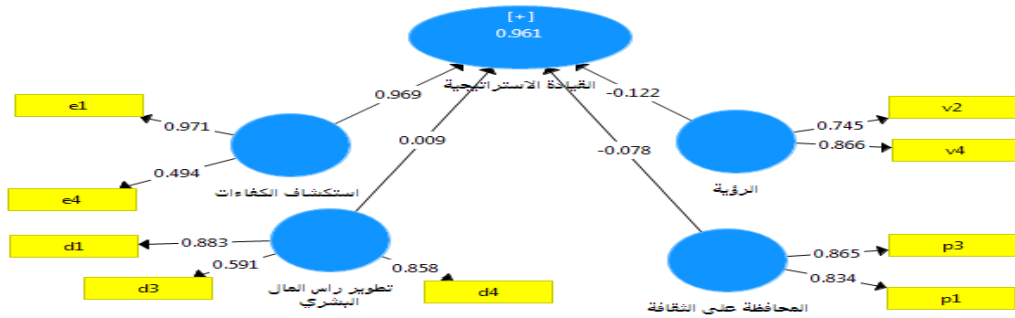 [+]
0.961
القيادة الاستراتيجية
0.969
-0.122
0.009
-0.078
e1
0.971
0.494
e4
استكشاف الكفاءات
v2
0.745
0.866
v4
الرؤية
d1
0.883
0.591
d3
0.858
d4
تطوير راس المال
البشري
p3
0.865
0.834
p1
المحافظة على الثقافة